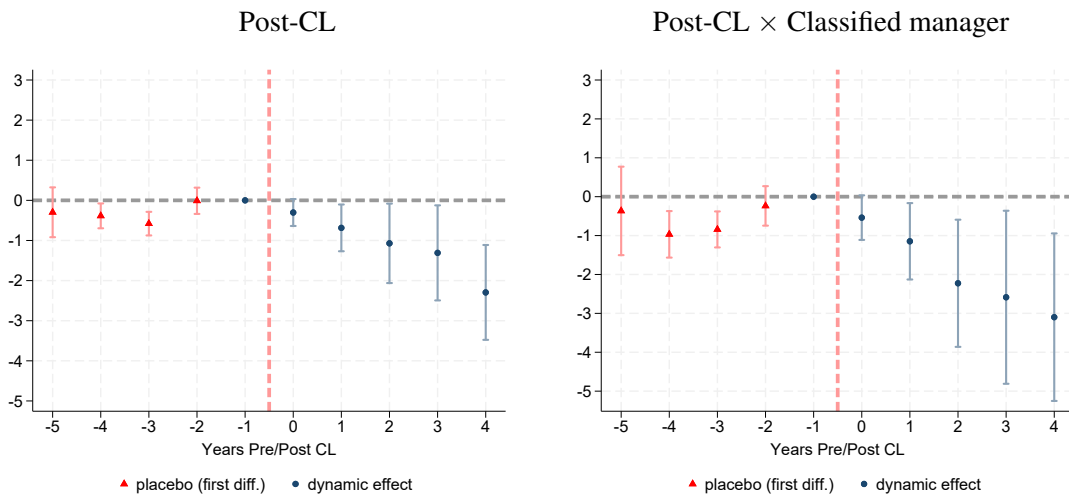 Post-CL
3
2
1
0
-1
-2
-3
-4
-5
-5 -4 -3 -2 -1 0 1 2 3 4
Years Pre/Post CL
placebo (first diff.) dynamic effect
Post-CL × Classified manager
3
2
1
0
-1
-2
-3
-4
-5
-5 -4 -3 -2 -1 0 1 2 3 4
Years Pre/Post CL
placebo (first diff.) dynamic effect